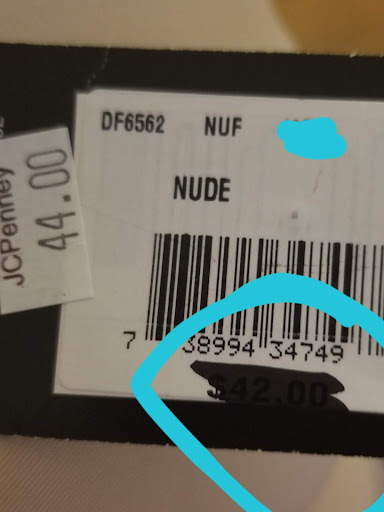 DF6562 NUF
NUDE
JCPenney
44.00
7 38994 34749
$42.00